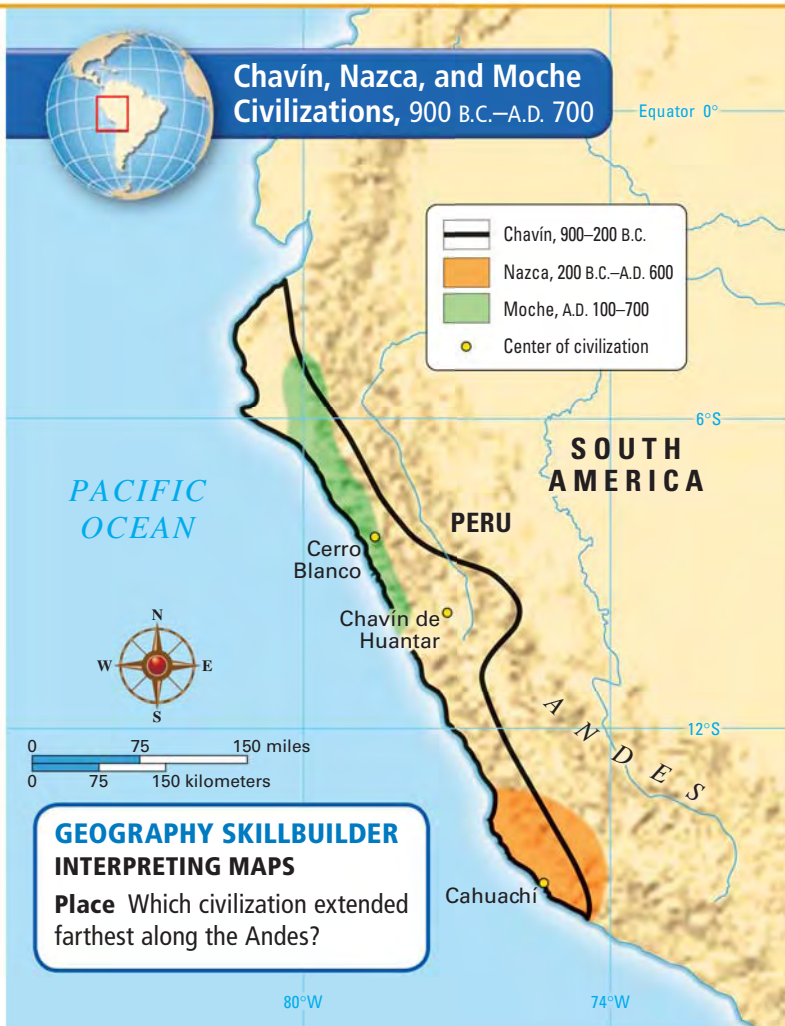 Chavín, Nazca, and Moche
Civilizations, 900 B.C.–A.D. 700
Equator 0°
Chavín, 900–200 B.C.
Nazca, 200 B.C.–A.D. 600
Moche, A.D. 100–700
Center of civilization
6°S
SOUTH
AMERICA
PACIFIC
OCEAN
PERU
Cerro
Blanco
Chavín de
Huantar
N
W
E
S
ANDES
12°S
0 75 150 miles
0 75 150 kilometers
GEOGRAPHY SKILLBUILDER
INTERPRETING MAPS
Place Which civilization extended
farthest along the Andes?
Cahuachí
80°W
74°W